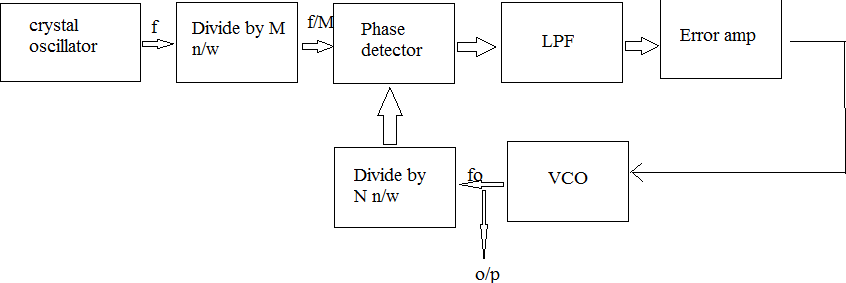 crystal
oscillator
f
Divide by M
n/w
f/M
Phase
detector
LPF
Error amp
Divide by
N n/w
fo
VCO
o/p